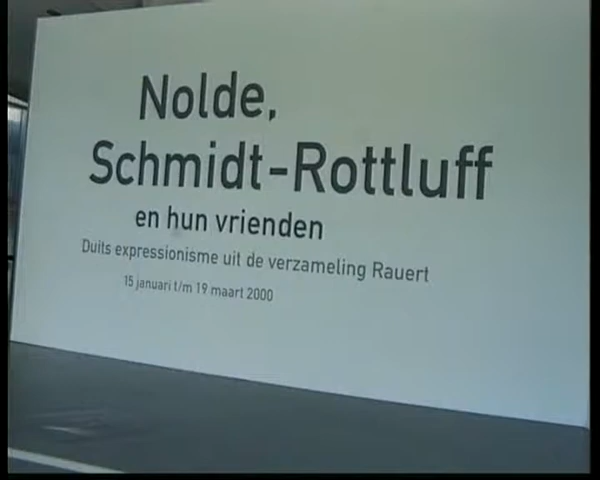 Nolde,
Schmidt-Rottluff
en hun vrienden
Duits expressionisme uit de verzameling Rauert
15 januari t/m 19 maart 2000